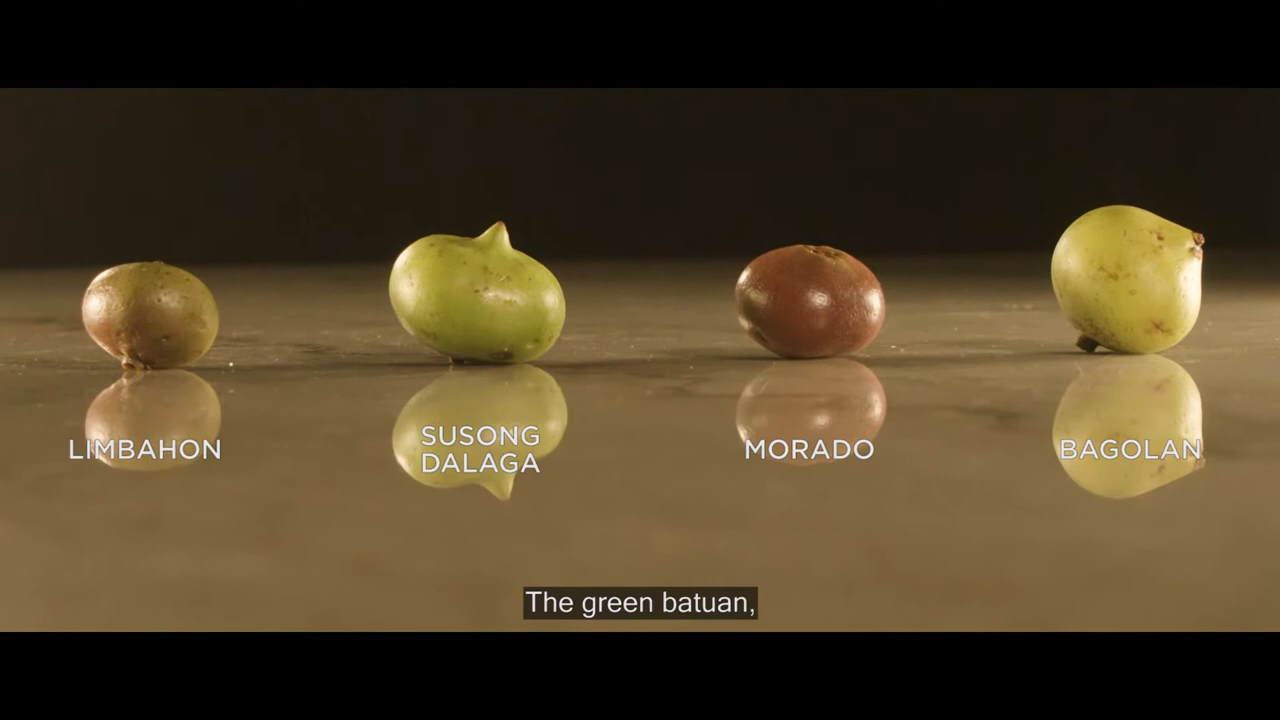 LIMBAHON
SUSONG
DALAGA
MORADO
BAGOLAN
The green batuan,